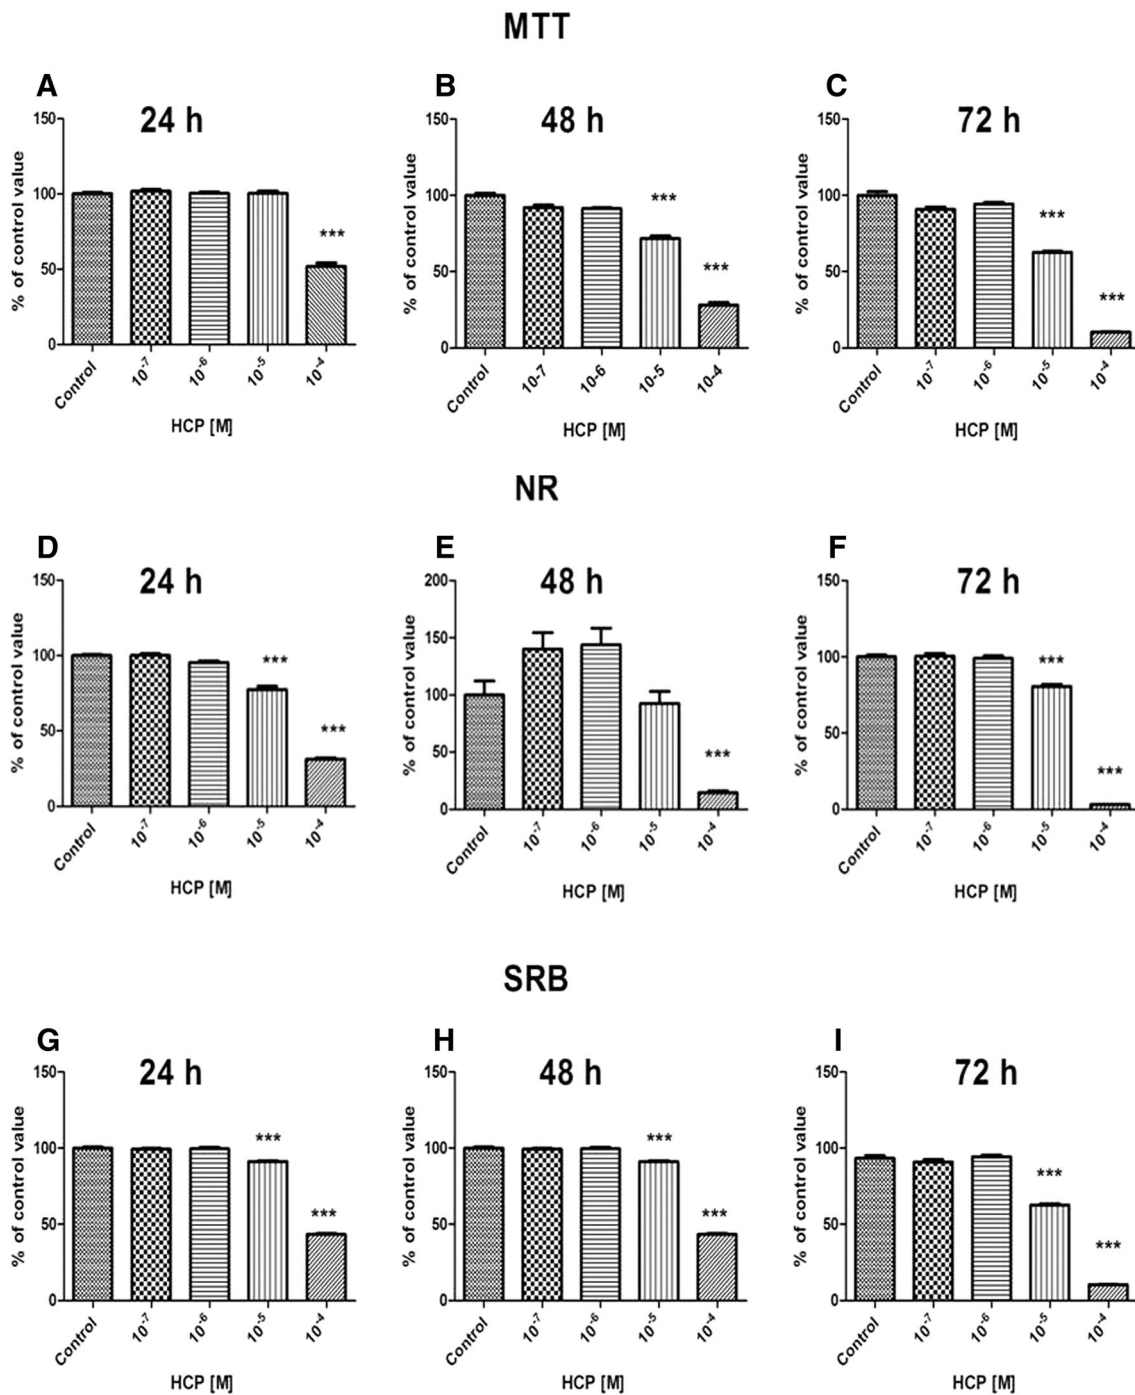 MTT
A
B
C
24 h
48 h
72 h
% of control value
150
100
50
0
Control
10-7
10-6
10-5
10-4
***
HCP [M]
% of control value
150
100
50
0
Control
10-7
10-6
10-5
10-4
***
***
HCP [M]
% of control value
150
100
50
0
Control
10-7
10-6
10-5
10-4
***
***
HCP [M]
NR
D
E
F
24 h
48 h
72 h
% of control value
150
100
50
0
Control
10-7
10-6
10-5
10-4
***
***
HCP [M]
% of control value
200
150
100
50
0
Control
10-7
10-6
10-5
10-4
***
HCP [M]
% of control value
150
100
50
0
Control
10-7
10-6
10-5
10-4
***
***
HCP [M]
SRB
G
H
I
24 h
48 h
72 h
% of control value
150
100
50
0
Control
10-7
10-6
10-5
10-4
***
***
HCP [M]
% of control value
150
100
50
0
Control
10-7
10-6
10-5
10-4
***
***
HCP [M]
% of control value
150
100
50
0
Control
10-7
10-6
10-5
10-4
***
***
HCP [M]